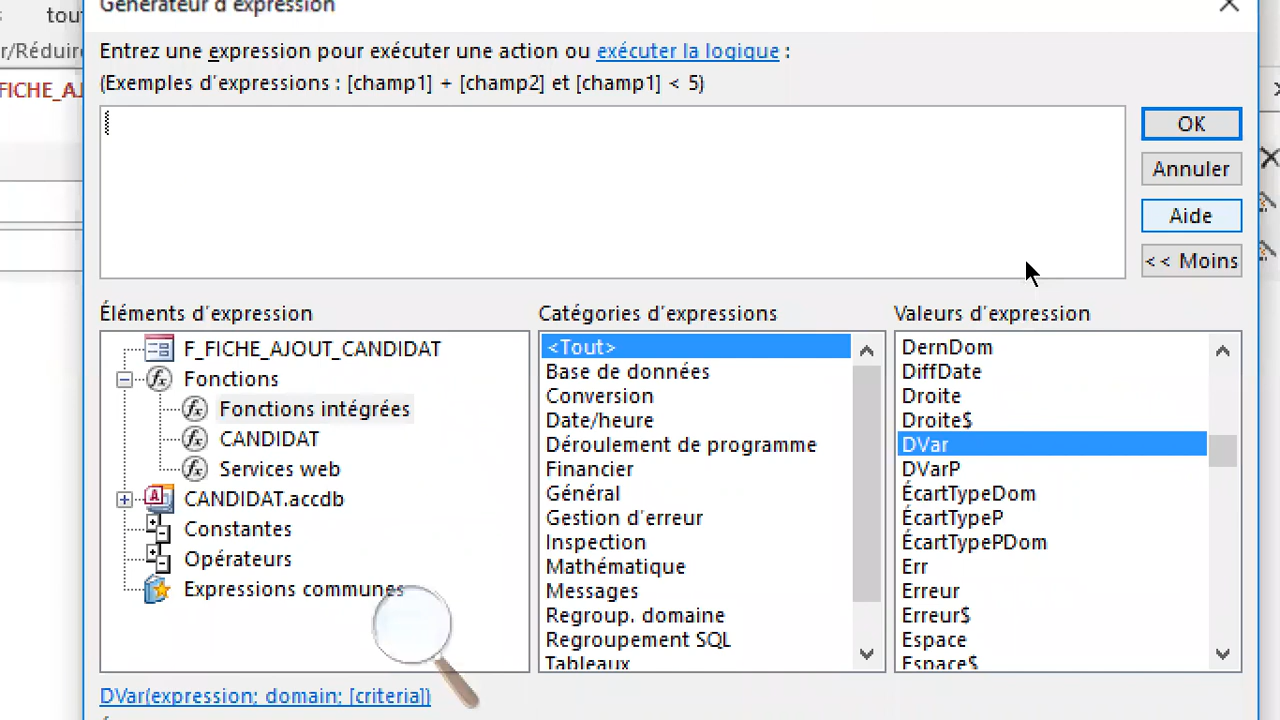 Générateur d'expression
tou
r/Réduir
FICHE_AJ
Entrez une expression pour exécuter une action ou exécuter la logique :
(Exemples d'expressions : [champ1] + [champ2] et [champ1] < 5)
OK
Annuler
Aide
<< Moins
Éléments d'expression
F_FICHE_AJOUT_CANDIDAT
Fonctions
Fonctions intégrées
CANDIDAT
Services web
CANDIDAT.accdb
Constantes
Opérateurs
Expressions communes
Catégories d'expressions
<Tout>
Base de données
Conversion
Date/heure
Déroulement de programme
Financier
Général
Gestion d'erreur
Inspection
Mathématique
Messages
Regroup. domaine
Regroupement SQL
Tableaux
Valeurs d'expression
DernDom
DiffDate
Droite
Droite$
DVar
DVarP
ÉcartTypeDom
ÉcartTypeP
ÉcartTypePDom
Err
Erreur
Erreur$
Espace
Espace$
DVar(expression; domain; [criteria])